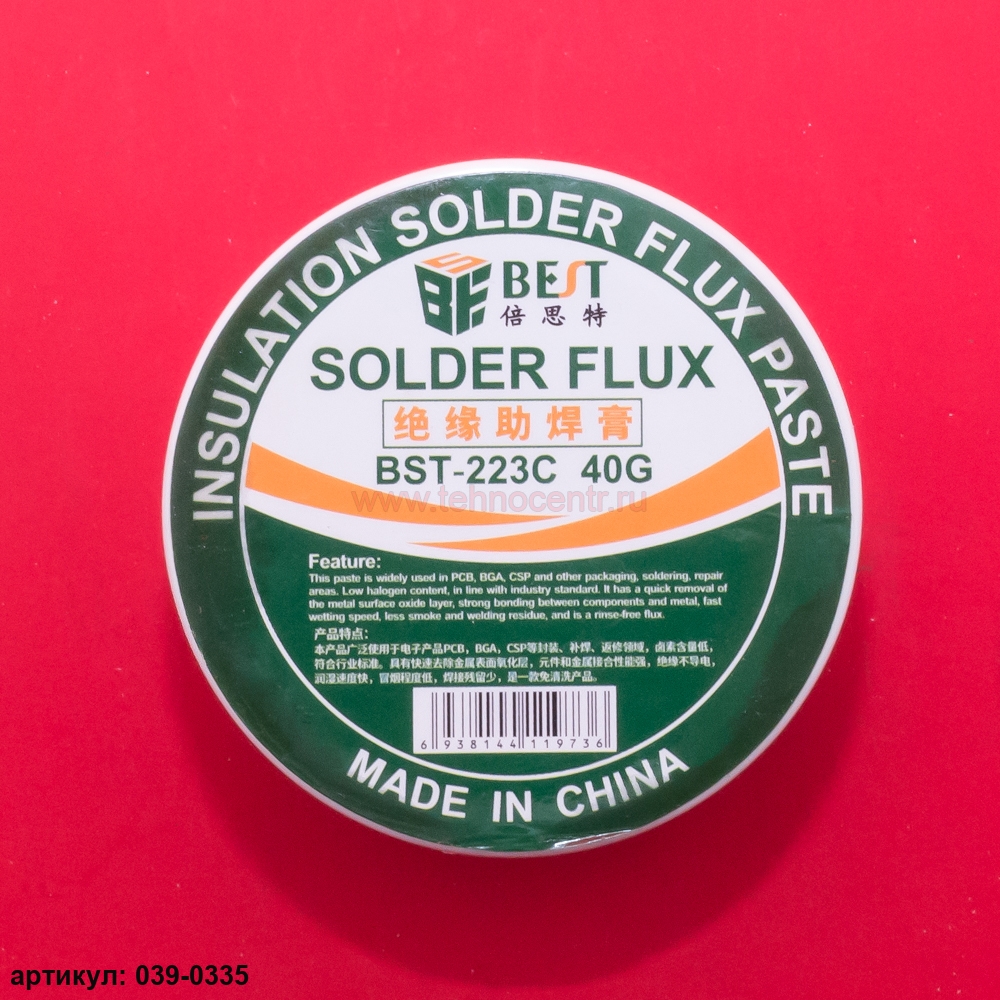 INSULATION SOLDER FLUX PASTE
BEST
倍思特
SOLDER FLUX
绝缘助焊膏
BST-223C 40G
www.tehnocentr.ru
Feature:
This paste is widely used in PCB, BGA, CSP and other packaging, soldering, repair
areas. Low halogen content, in line with industry standard. It has a quick removal of
the metal surface oxide layer, strong bonding between components and metal, fast
wetting speed, less smoke and welding residue, and is a rinse-free flux.
产品特点:
本产品广泛使用于电子产品PCB, BGA, CSP等封装、补焊、返修领域, 卤素含量低,
符合行业标准。具有快速去除金属表面氧化层, 元件和金属接合性能强, 绝缘不导电,
润湿速度快, 冒烟程度低, 焊接残留少, 是一款免清洗产品。
6 938144 119736
MADE IN CHINA
артикул: 039-0335